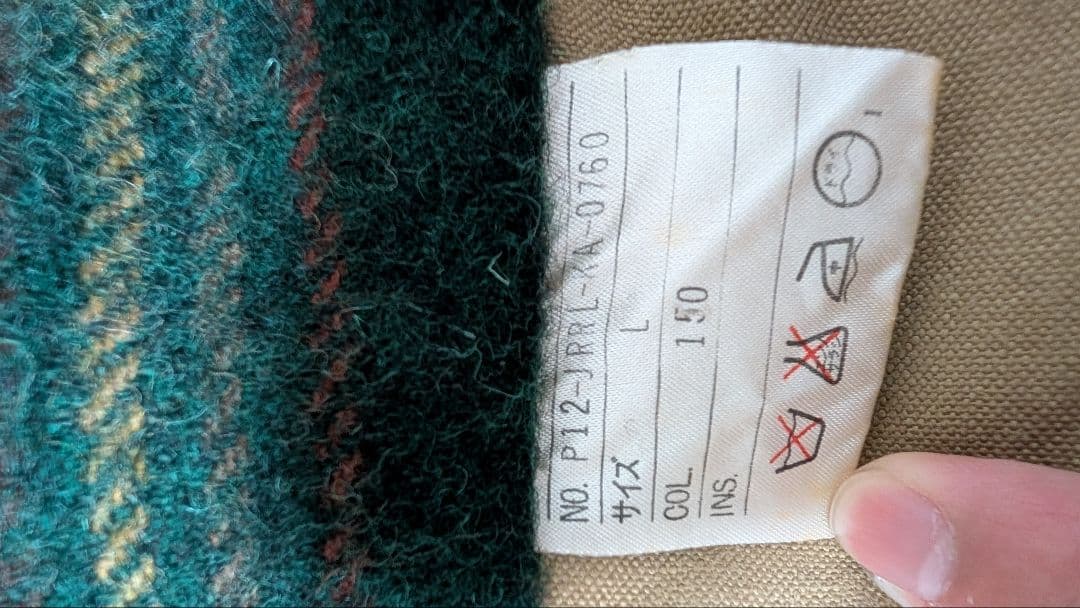 NO. P12-JRRL-KA-0760
サイズ L
COL. 150
INS.